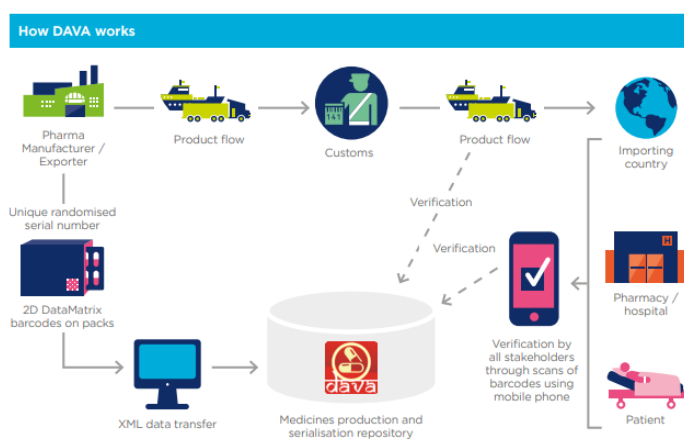 How DAVA works
141
Pharma
Manufacturer /
Exporter
Product flow
Customs
Product flow
Importing
country
Unique randomised
serial number
Verification
Verification
H
2D DataMatrix
barcodes on packs
Pharmacy /
hospital
dava
Verification by
all stakeholders
through scans of
barcodes using
mobile phone
XML data transfer
Medicines production and
serialisation repository
Patient